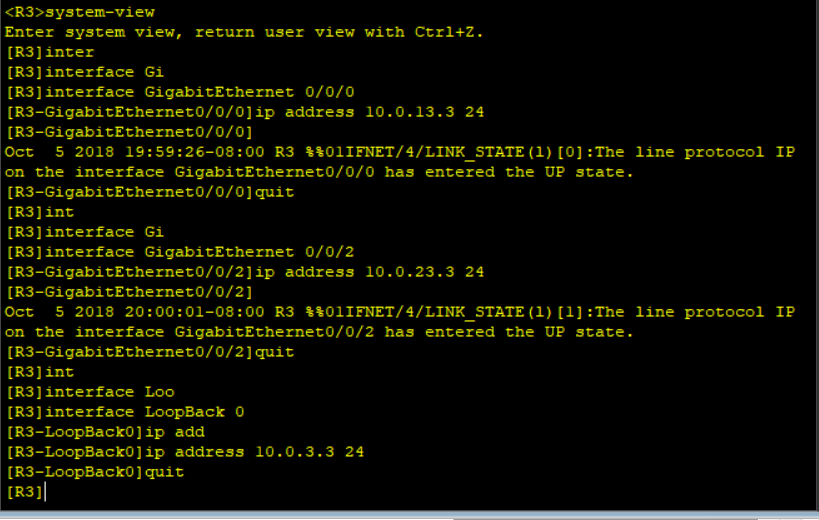 <R3>system-view
Enter system view, return user view with Ctrl+Z.
[R3]inter
[R3]interface Gi
[R3]interface GigabitEthernet 0/0/0
[R3-GigabitEthernet0/0/0]ip address 10.0.13.3 24
[R3-GigabitEthernet0/0/0]
Oct  5 2018 19:59:26-08:00 R3 %%01IFNET/4/LINK_STATE(l)[0]:The line protocol IP
on the interface GigabitEthernet0/0/0 has entered the UP state.
[R3-GigabitEthernet0/0/0]quit
[R3]int
[R3]interface Gi
[R3]interface GigabitEthernet 0/0/2
[R3-GigabitEthernet0/0/2]ip address 10.0.23.3 24
[R3-GigabitEthernet0/0/2]
Oct  5 2018 20:00:01-08:00 R3 %%01IFNET/4/LINK_STATE(l)[1]:The line protocol IP
on the interface GigabitEthernet0/0/2 has entered the UP state.
[R3-GigabitEthernet0/0/2]quit
[R3]int
[R3]interface Loo
[R3]interface LoopBack 0
[R3-LoopBack0]ip add
[R3-LoopBack0]ip address 10.0.3.3 24
[R3-LoopBack0]quit
[R3]